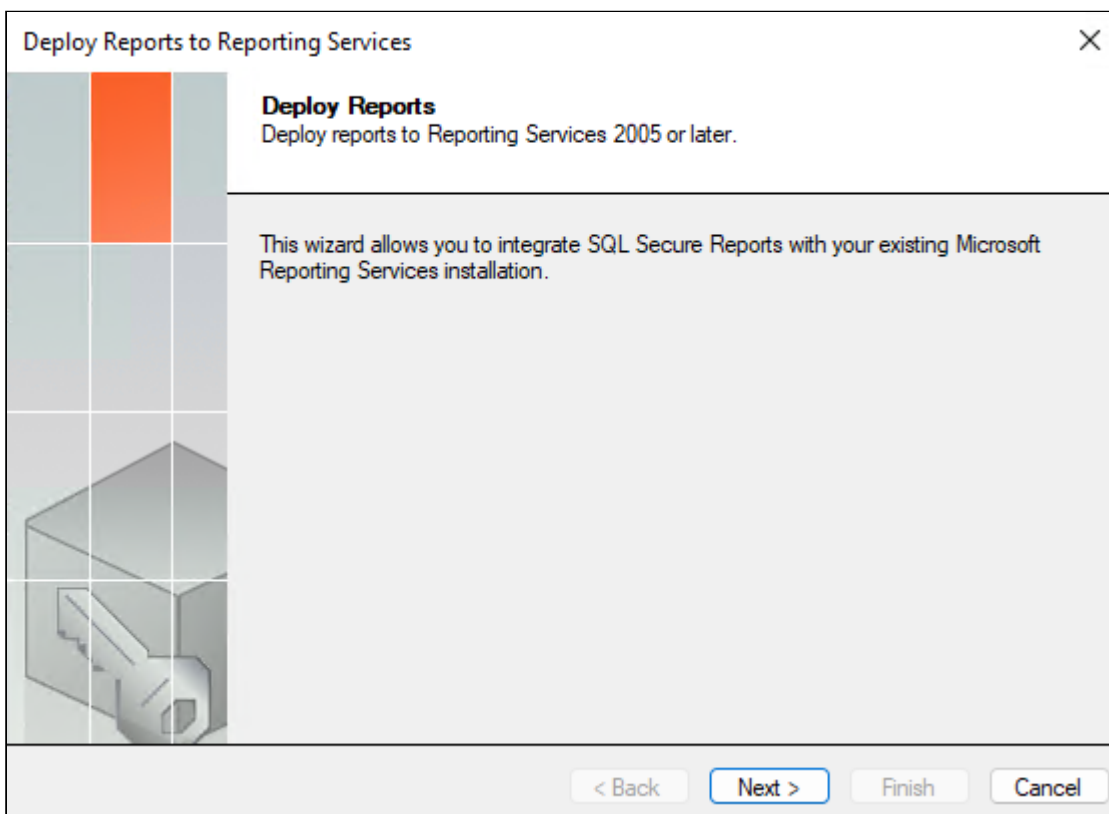 Deploy Reports to Reporting Services
Deploy Reports
Deploy reports to Reporting Services 2005 or later.
This wizard allows you to integrate SQL Secure Reports with your existing Microsoft
Reporting Services installation.
< Back Next > Finish Cancel